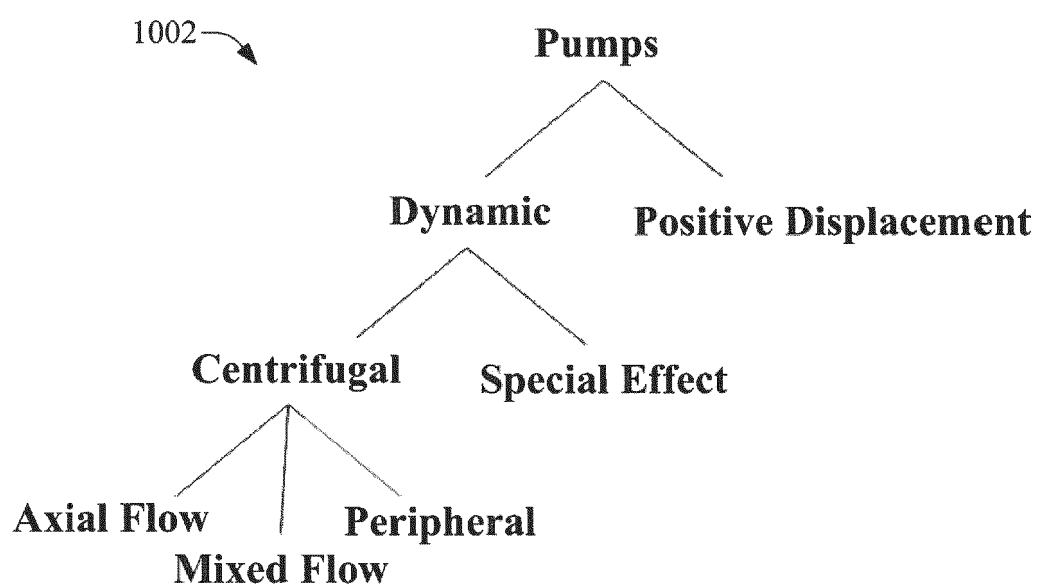 1002
Pumps
Dynamic
Positive Displacement
Centrifugal
Special Effect
Axial Flow
Peripheral
Mixed Flow